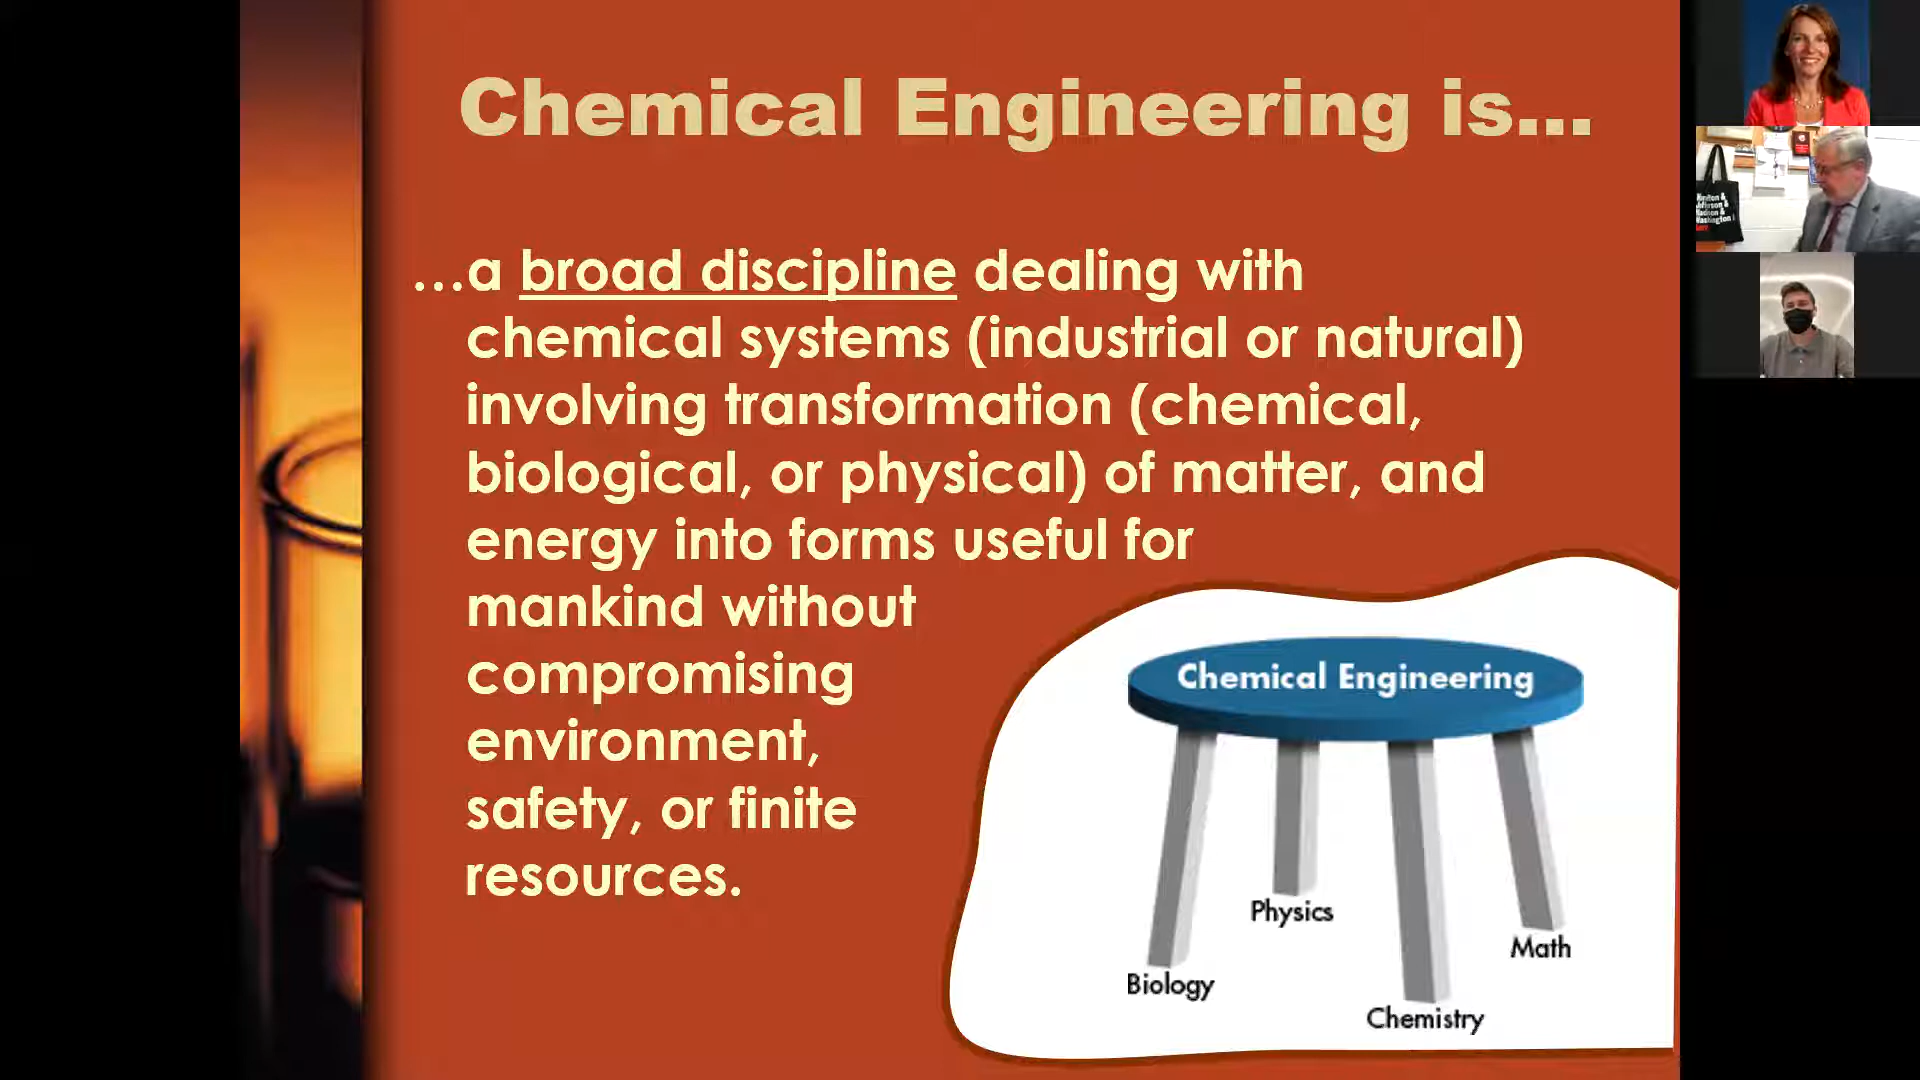 Chemical Engineering is...
...a broad discipline dealing with
chemical systems (industrial or natural)
involving transformation (chemical,
biological, or physical) of matter, and
energy into forms useful for
mankind without
compromising
environment,
safety, or finite
resources.
Chemical Engineering
Physics
Math
Biology
Chemistry
Madison &
Washington